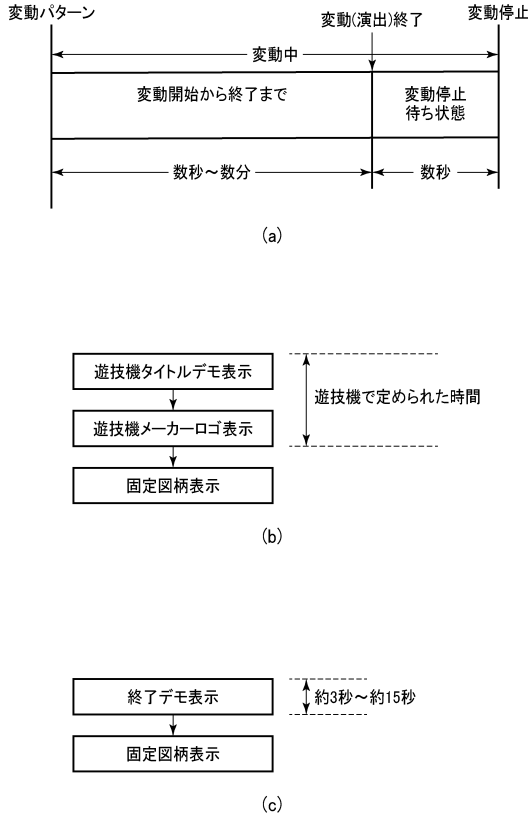 変動パターン
変動(演出)終了
変動停止
変動中
変動開始から終了まで
変動停止
待ち状態
数秒～数分
数秒
(a)
遊技機タイトルデモ表示
遊技機で定められた時間
遊技機メーカーロゴ表示
固定図柄表示
(b)
終了デモ表示
約3秒～約15秒
固定図柄表示
(c)